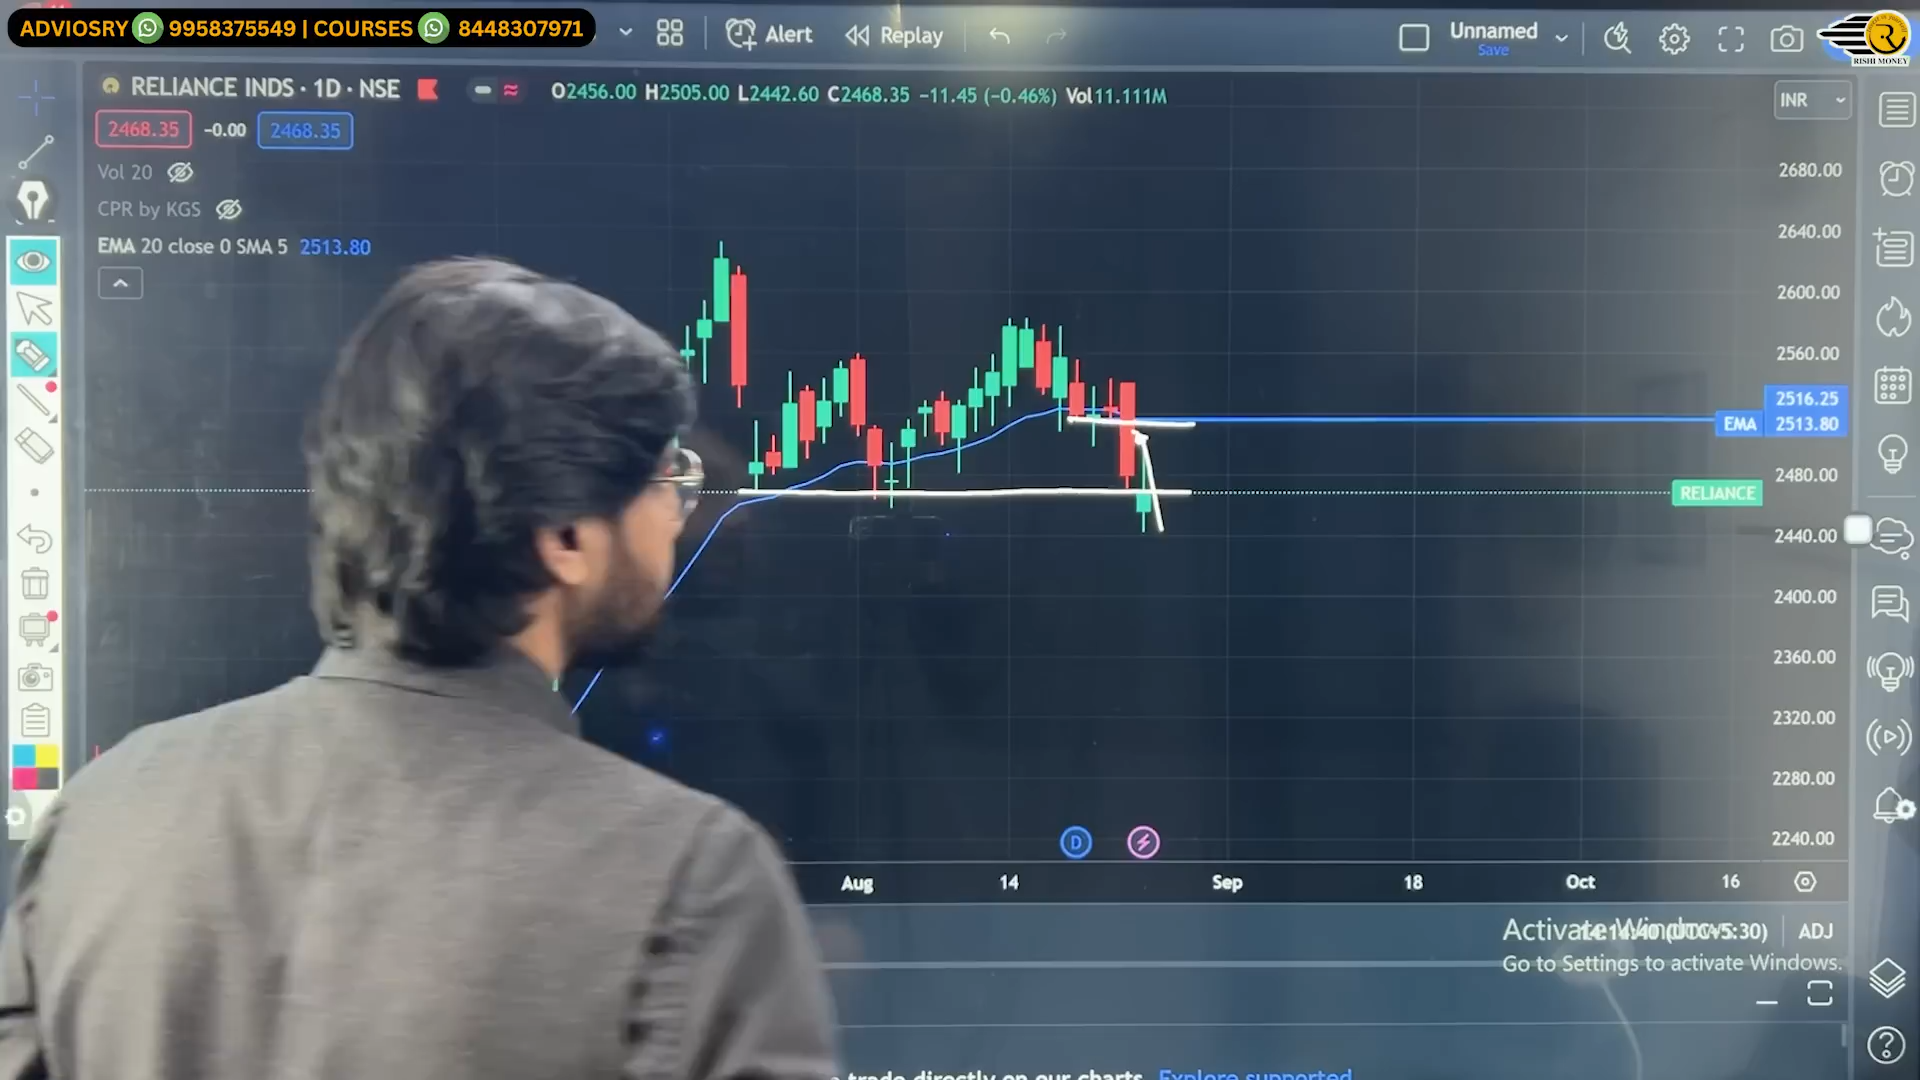 ADVIOSRY 9958375549 | COURSES 8448307971
Alert
Replay
Unnamed
Save
RISHI MONEY
RELIANCE INDS · 1D · NSE
O2456.00 H2505.00 L2442.60 C2468.35 −11.45 (−0.46%) Vol11.111M
INR
2468.35 −0.00 2468.35
Vol 20
CPR by KGS
EMA 20 close 0 SMA 5 2513.80
2680.00
2640.00
2600.00
2560.00
2516.25
EMA 2513.80
2480.00
RELIANCE
2440.00
2400.00
2360.00
2320.00
2280.00
2240.00
D
Aug 14 Sep 18 Oct 16
Activate Windows
(UTC+5:30) ADJ
Go to Settings to activate Windows.
trade directly on our charts. Explore supported